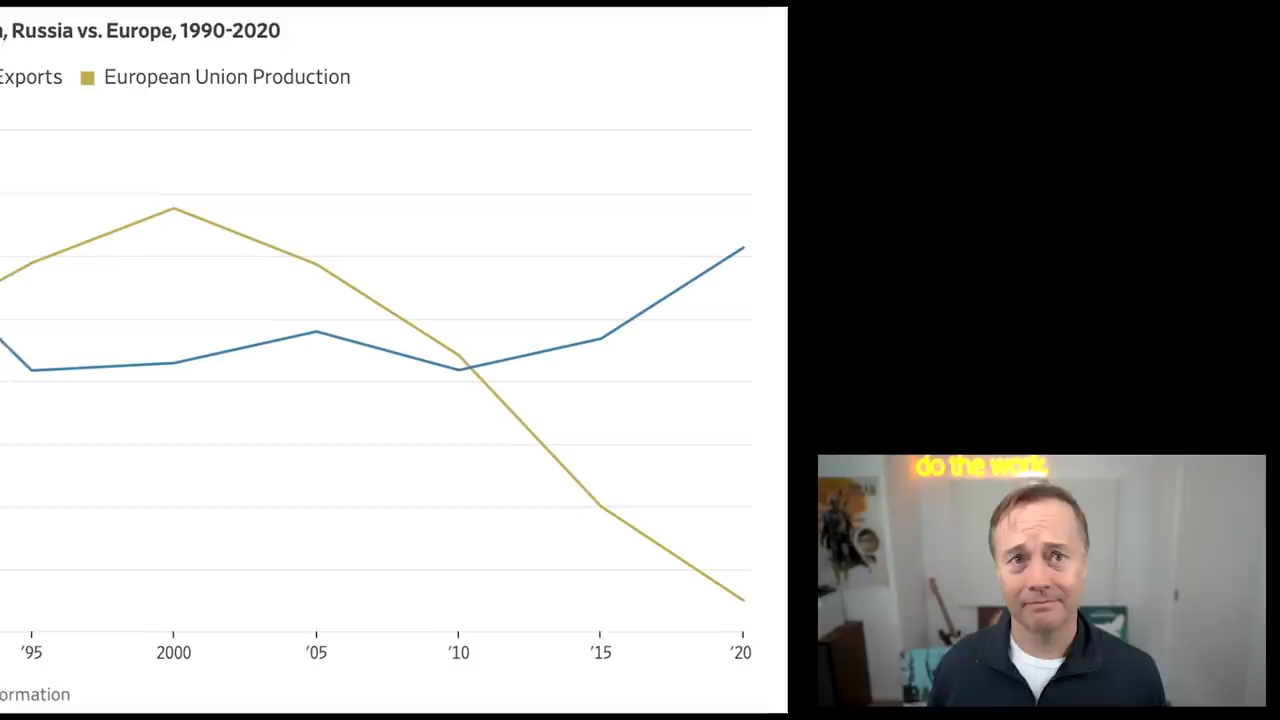 , Russia vs. Europe, 1990-2020
Exports European Union Production
’95 2000 ’05 ’10 ’15 ’20
ormation
do the work